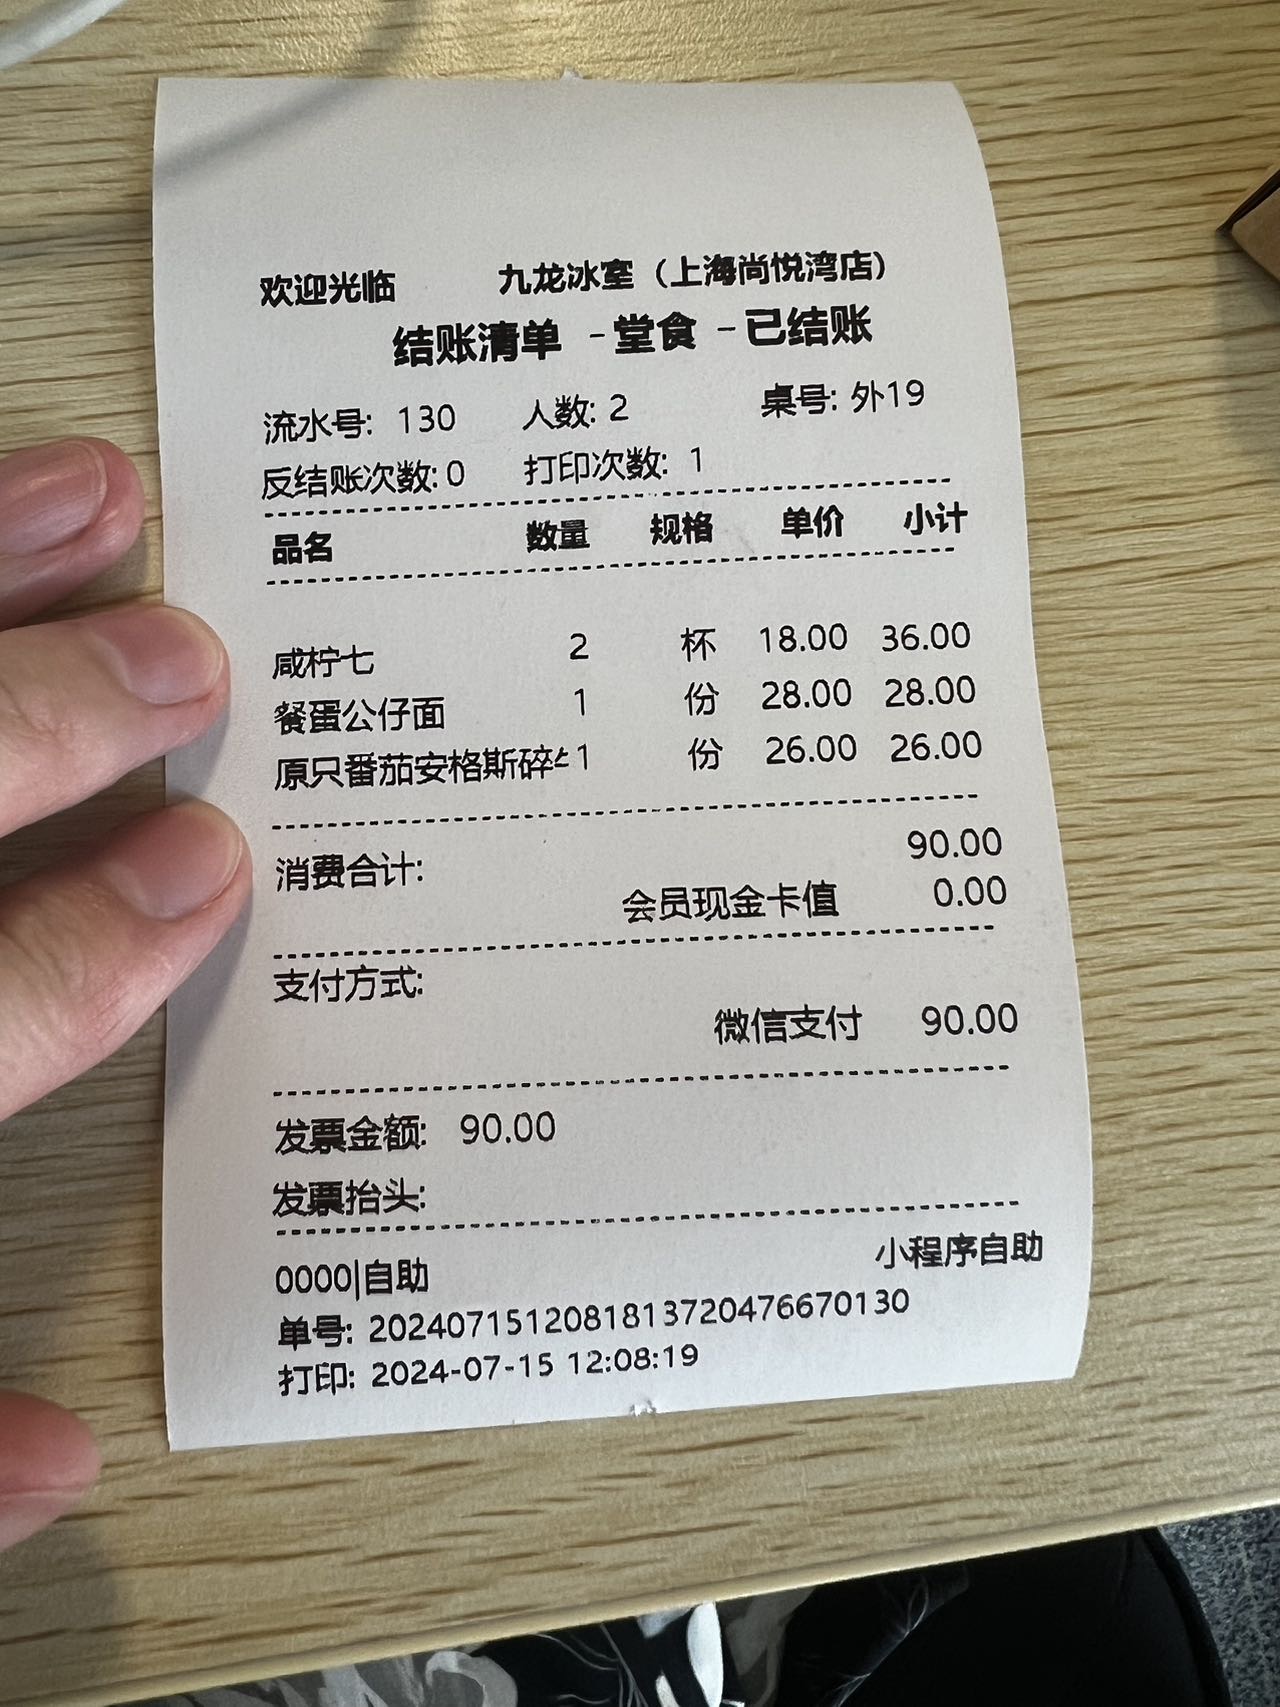 欢迎光临 九龙冰室（上海尚悦湾店）
结账清单 -堂食 -已结账
流水号: 130 人数: 2 桌号: 外19
反结账次数: 0 打印次数: 1
品名 数量 规格 单价 小计
咸柠七 2 杯 18.00 36.00
餐蛋公仔面 1 份 28.00 28.00
原只番茄安格斯碎 1 份 26.00 26.00
消费合计: 90.00
会员现金卡值 0.00
支付方式:
微信支付 90.00
发票金额: 90.00
发票抬头:
0000|自助 小程序自助
单号: 2024071512081813720476670130
打印: 2024-07-15 12:08:19